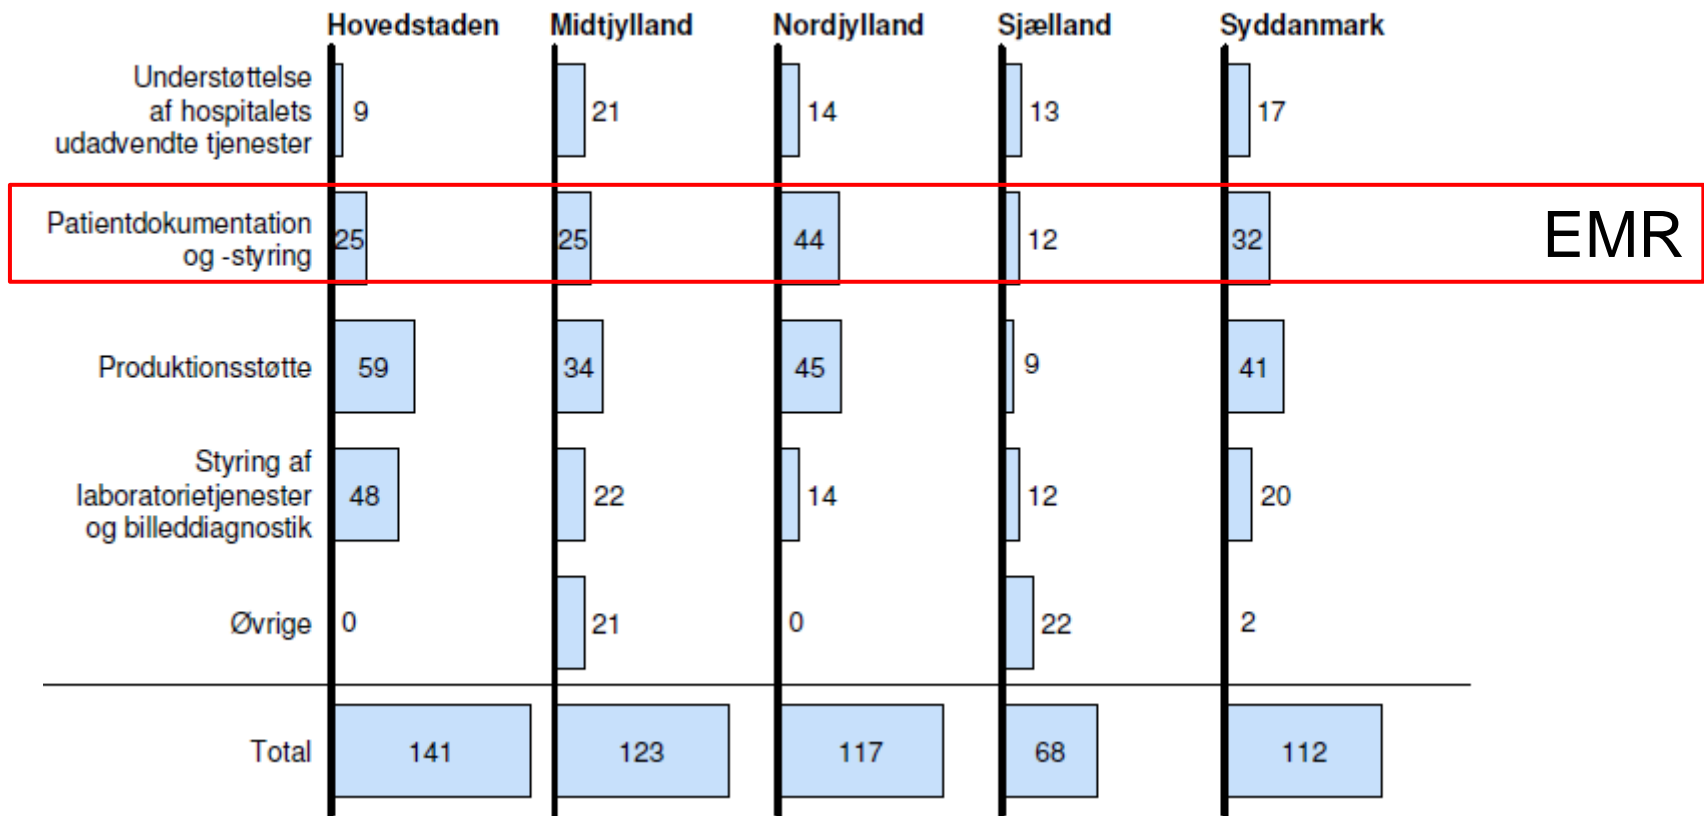 Hovedstaden Midtjylland Nordjylland Sjælland Syddanmark
Understøttelse
af hospitalets
udadvendte tjenester
9 21 14 13 17
Patientdokumentation
og -styring
25 25 44 12 32 EMR
Produktionsstøtte
59 34 45 9 41
Styring af
laboratorietjenester
og billeddiagnostik
48 22 14 12 20
Øvrige 0 21 0 22 2
Total 141 123 117 68 112